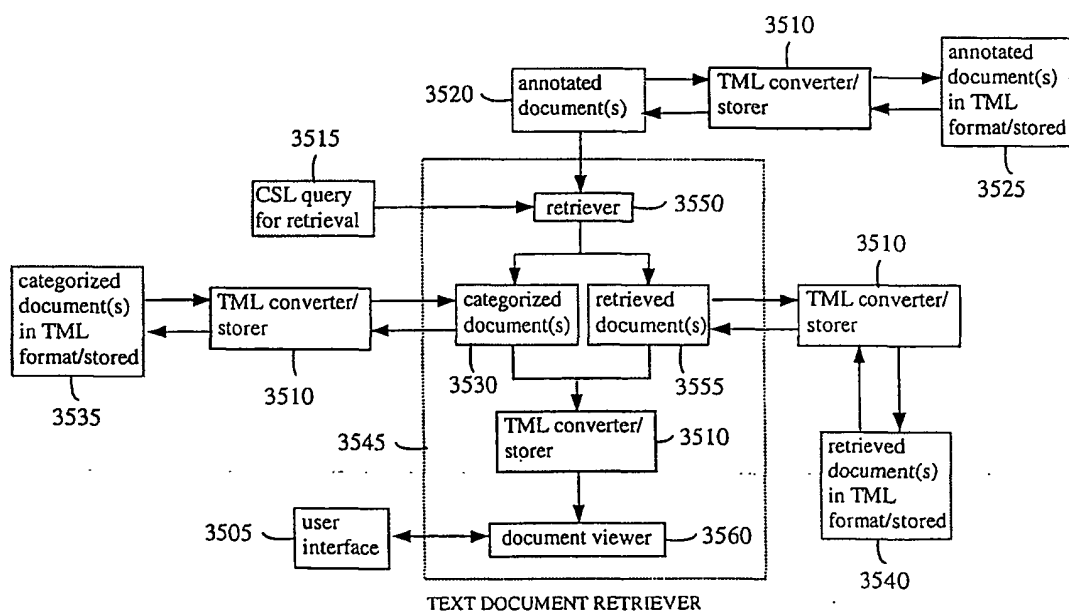 3510
annotated
document(s)
in TML
format/stored
3525
3520
annotated
document(s)
TML converter/
storer
3515
CSL query
for retrieval
retriever
3550
3510
categorized
document(s)
in TML
format/stored
3535
TML converter/
storer
3510
categorized
document(s)
3530
retrieved
document(s)
3555
TML converter/
storer
3545
TML converter/
storer
3510
retrieved
document(s)
in TML
format/stored
3540
3505
user
interface
document viewer
3560
TEXT DOCUMENT RETRIEVER